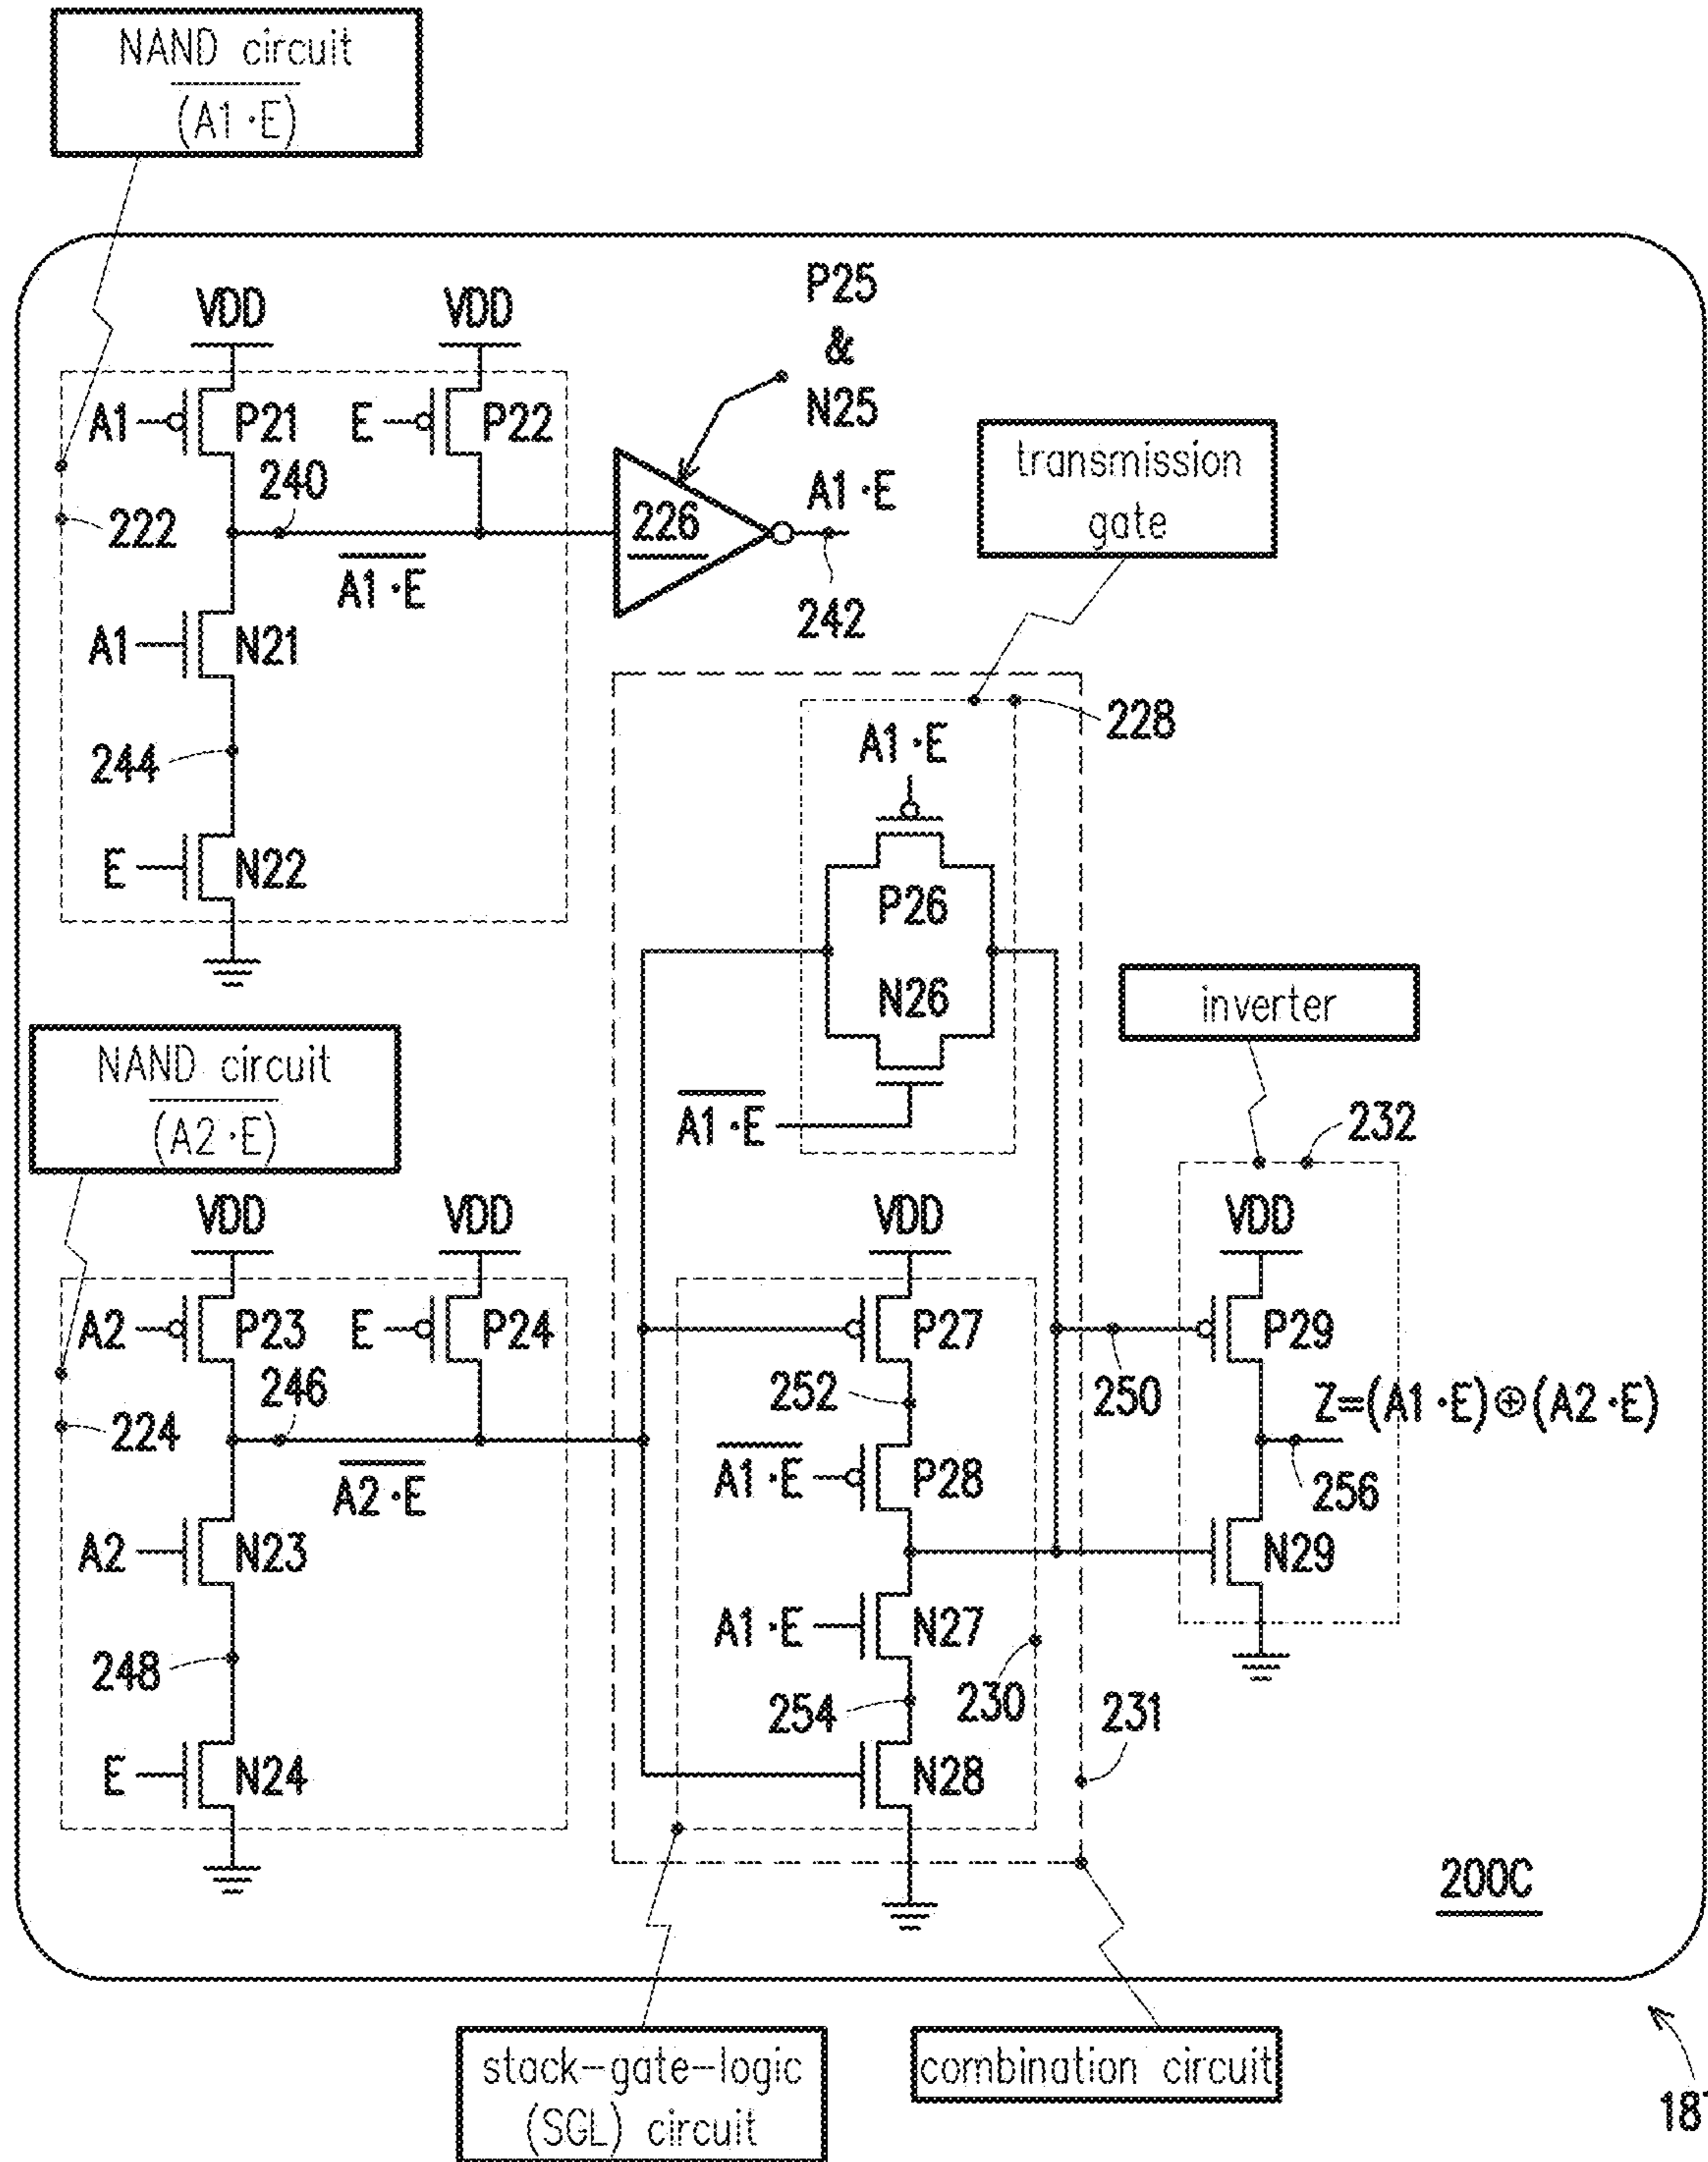 NAND circuit
(A1·E)
VDD
VDD
P25
&
N25
A1
P21
E
P22
240
222
A1·E
226
A1·E
242
transmission
gate
A1
N21
244
E
N22
228
A1·E
P26
N26
A1·E
inverter
232
NAND circuit
(A2·E)
VDD
VDD
VDD
VDD
A2
P23
E
P24
P27
P29
246
252
250
224
Z=(A1·E)⊕(A2·E)
A2·E
A1·E
P28
256
A2
N23
N29
A1·E
N27
248
254
230
231
E
N24
N28
200C
stack-gate-logic
(SGL) circuit
combination circuit